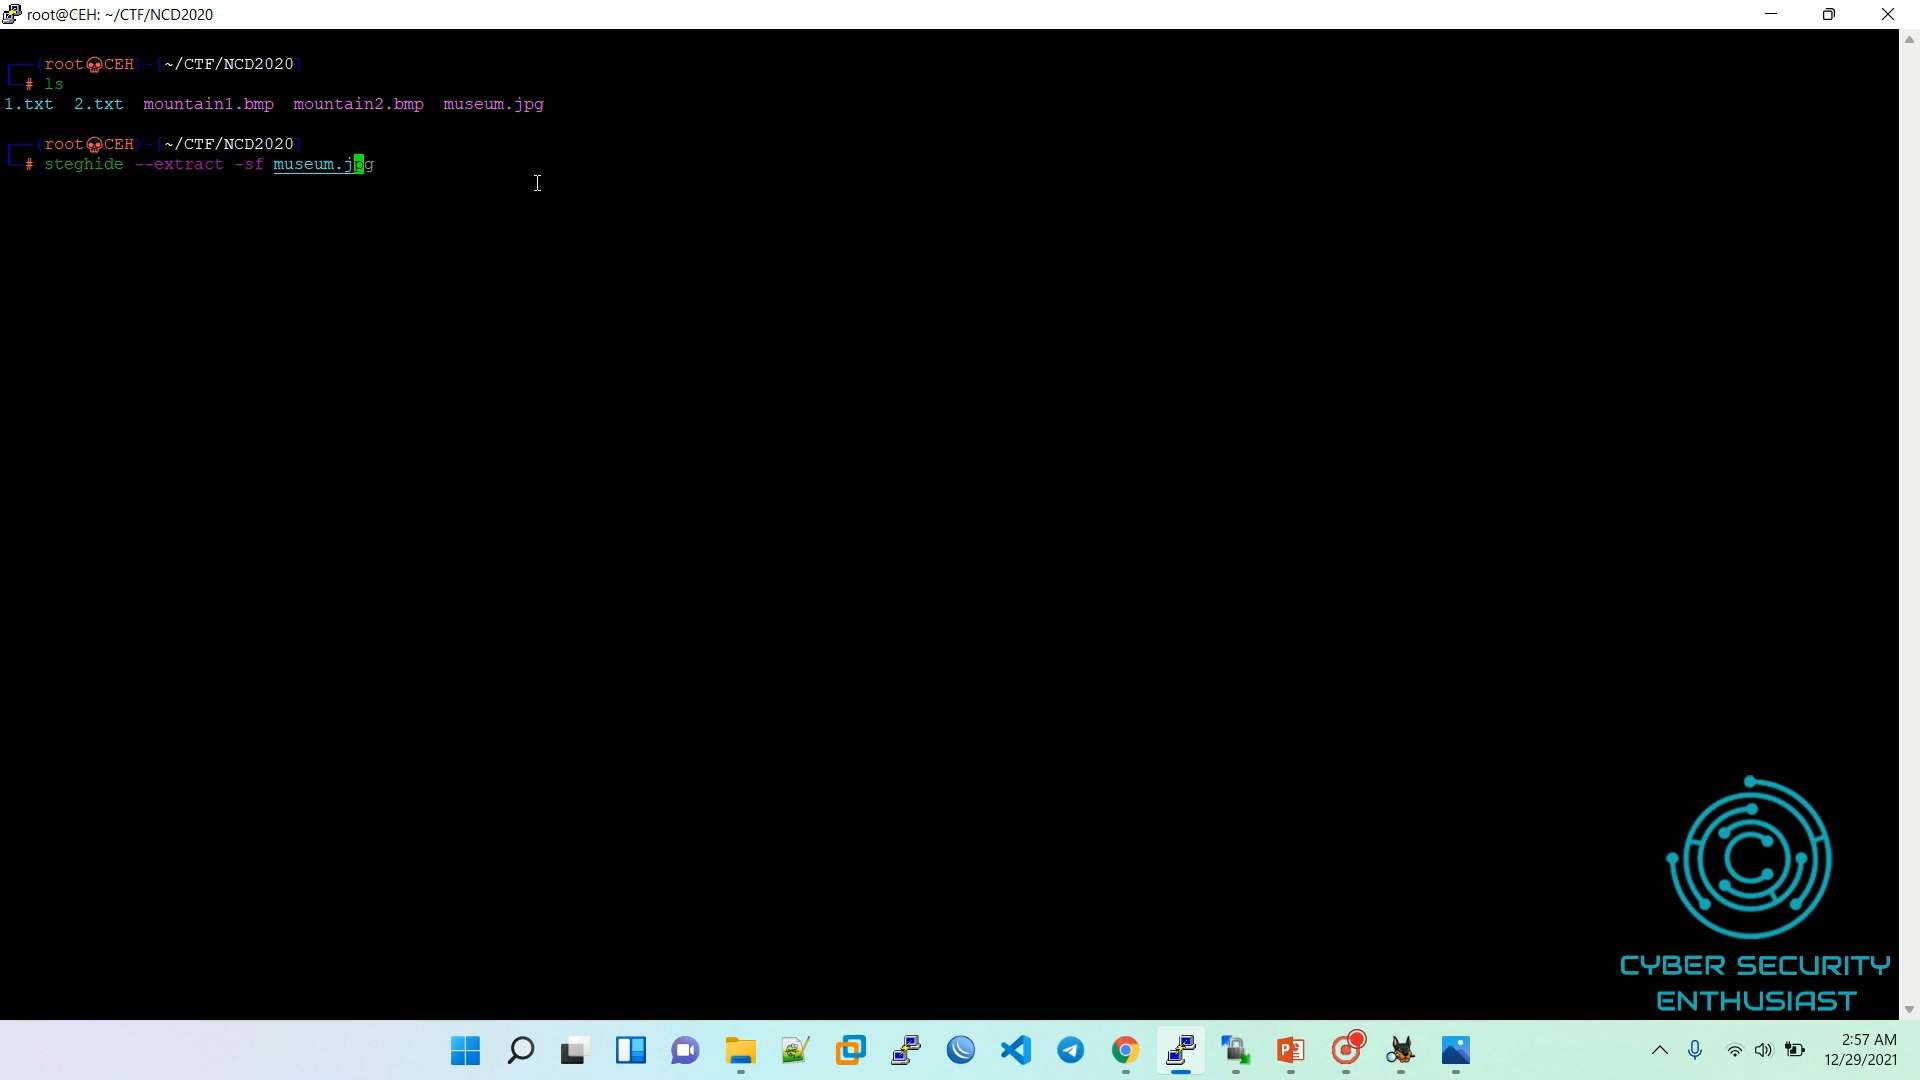 root@CEH: ~/CTF/NCD2020
(root💀CEH)-[~/CTF/NCD2020]
# ls
1.txt  2.txt  mountain1.bmp  mountain2.bmp  museum.jpg
(root💀CEH)-[~/CTF/NCD2020]
# steghide --extract -sf museum.jpg
CYBER SECURITY
ENTHUSIAST
2:57 AM
12/29/2021